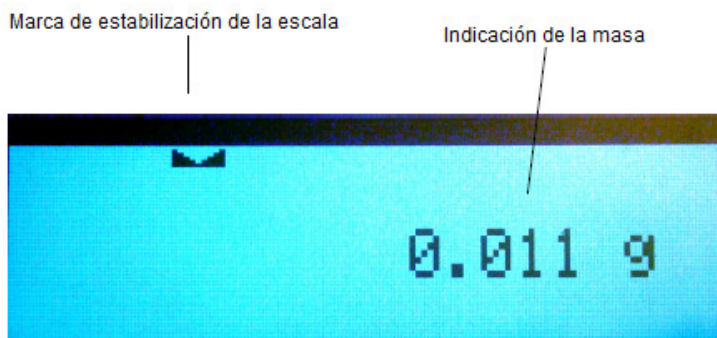 Marca de estabilización de la escala
Indicación de la masa
0.011 g